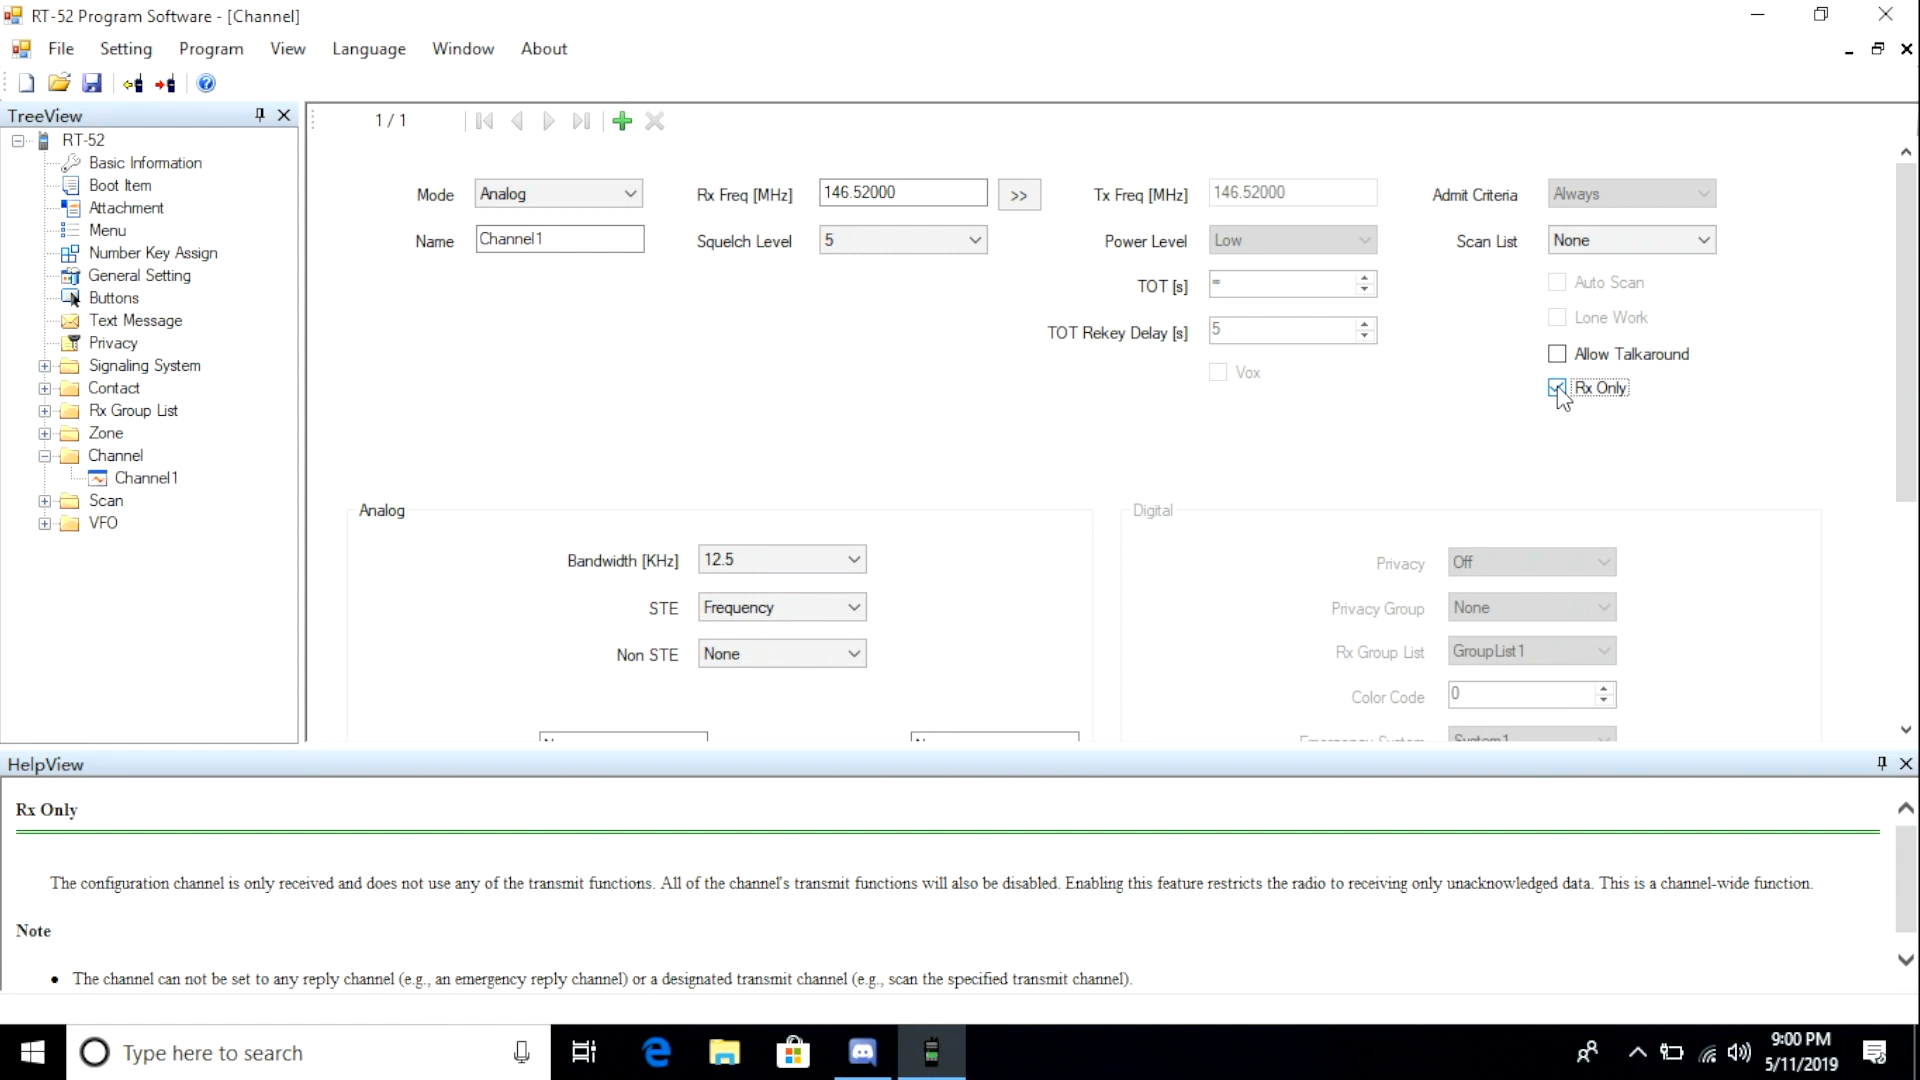 RT-52 Program Software - [Channel]
File Setting Program View Language Window About
TreeView
RT-52
Basic Information
Boot Item
Attachment
Menu
Number Key Assign
General Setting
Buttons
Text Message
Privacy
Signaling System
Contact
Rx Group List
Zone
Channel
Channel1
Scan
VFO
1 / 1
Mode Analog Rx Freq [MHz] 146.52000 >> Tx Freq [MHz] 146.52000 Admit Criteria Always
Name Channel1 Squelch Level 5 Power Level Low Scan List None
TOT [s] ∞ Auto Scan
TOT Rekey Delay [s] 5 Lone Work
Allow Talkaround
Vox Rx Only
Analog Digital
Bandwidth [KHz] 12.5 Privacy Off
STE Frequency Privacy Group None
Non STE None Rx Group List GroupList1
Color Code 0
Emergency System System1
HelpView
Rx Only
The configuration channel is only received and does not use any of the transmit functions. All of the channel's transmit functions will also be disabled. Enabling this feature restricts the radio to receiving only unacknowledged data. This is a channel-wide function.
Note
• The channel can not be set to any reply channel (e.g., an emergency reply channel) or a designated transmit channel (e.g., scan the specified transmit channel).
Type here to search
9:00 PM
5/11/2019